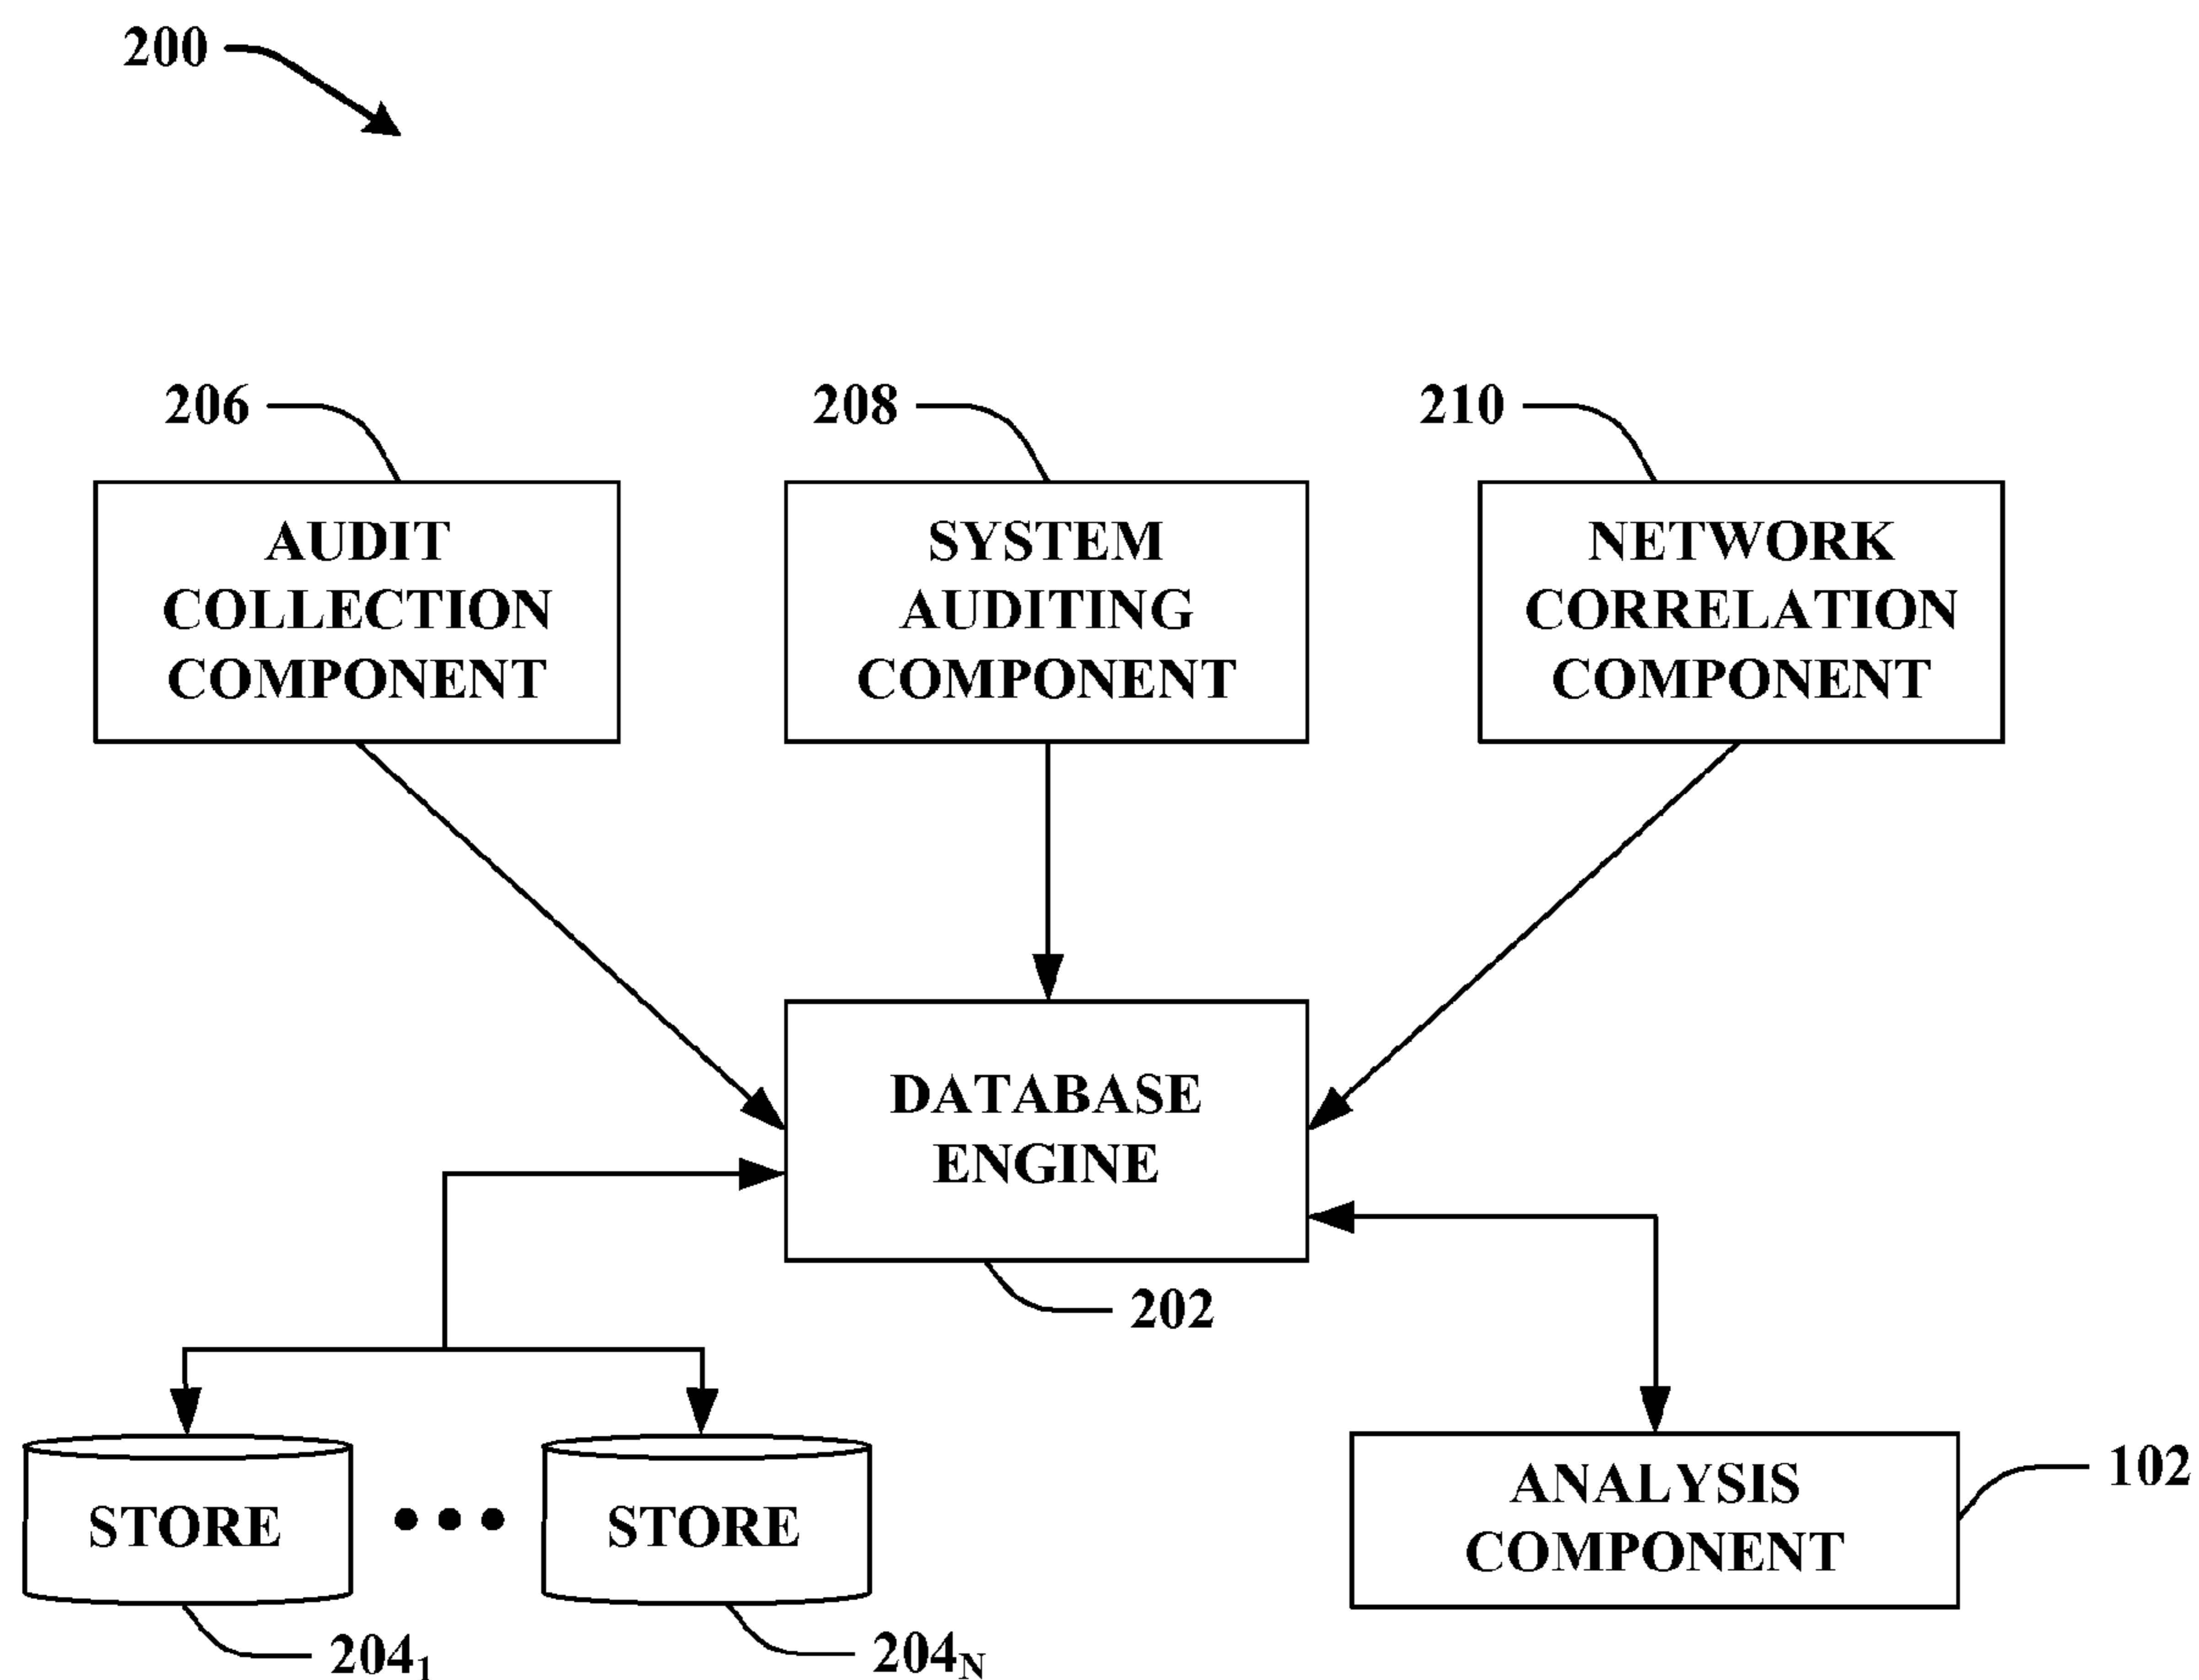 200
206
208
210
AUDIT
COLLECTION
COMPONENT
SYSTEM
AUDITING
COMPONENT
NETWORK
CORRELATION
COMPONENT
DATABASE
ENGINE
202
STORE
STORE
ANALYSIS
COMPONENT
102
204₁
204N